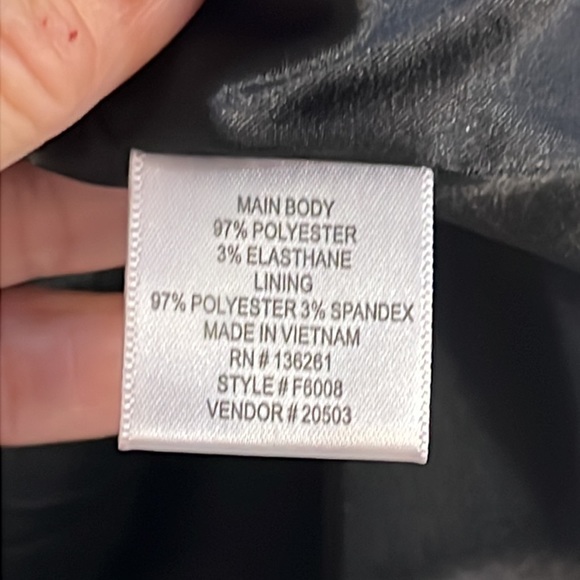 MAIN BODY
97% POLYESTER
3% ELASTHANE
LINING
97% POLYESTER 3% SPANDEX
MADE IN VIETNAM
RN # 136261
STYLE # F6008
VENDOR # 20503